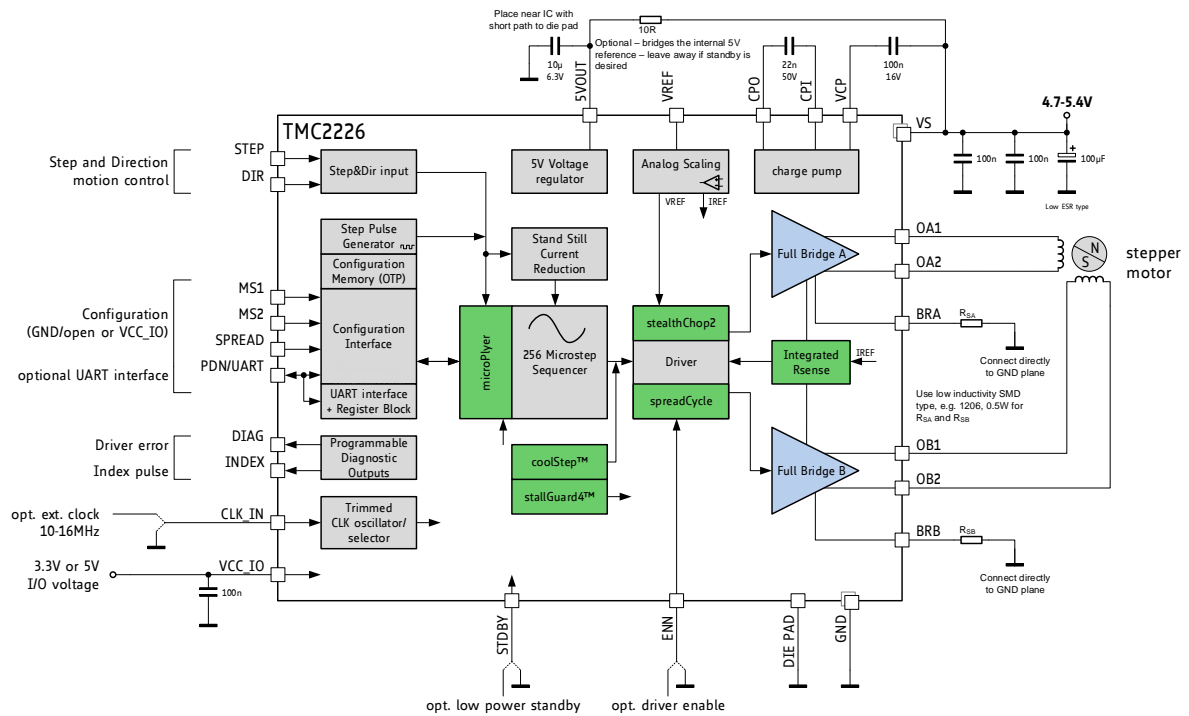 Place near IC with
short path to die pad
10R
Optional – bridges the internal 5V
reference – leave away if standby is
desired
10µ
6.3V
22n
50V
100n
16V
5VOUT
VREF
CPO
CPI
VCP
4.7-5.4V
VS
TMC2226
100n
100n
+
100µF
Low ESR type
Step and Direction
motion control
STEP
DIR
Step&Dir input
5V Voltage
regulator
Analog Scaling
VREF
IREF
charge pump
Step Pulse
Generator
Configuration
Memory (OTP)
Stand Still
Current
Reduction
Full Bridge A
OA1
OA2
N
S
stepper
motor
Configuration
(GND/open or VCC_IO)
optional UART interface
MS1
MS2
SPREAD
PDN/UART
Configuration
Interface
UART interface
+ Register Block
microPlyer
256 Microstep
Sequencer
stealthChop2
Driver
spreadCycle
Integrated
Rsense
IREF
BRA
RSA
Connect directly
to GND plane
Use low inductivity SMD
type, e.g. 1206, 0.5W for
RSA and RSB
Driver error
Index pulse
DIAG
INDEX
Programmable
Diagnostic
Outputs
coolStep™
stallGuard4™
Full Bridge B
OB1
OB2
opt. ext. clock
10-16MHz
CLK_IN
Trimmed
CLK oscillator/
selector
BRB
RSB
Connect directly
to GND plane
3.3V or 5V
I/O voltage
VCC_IO
100n
STDBY
ENN
DIE PAD
GND
opt. low power standby
opt. driver enable